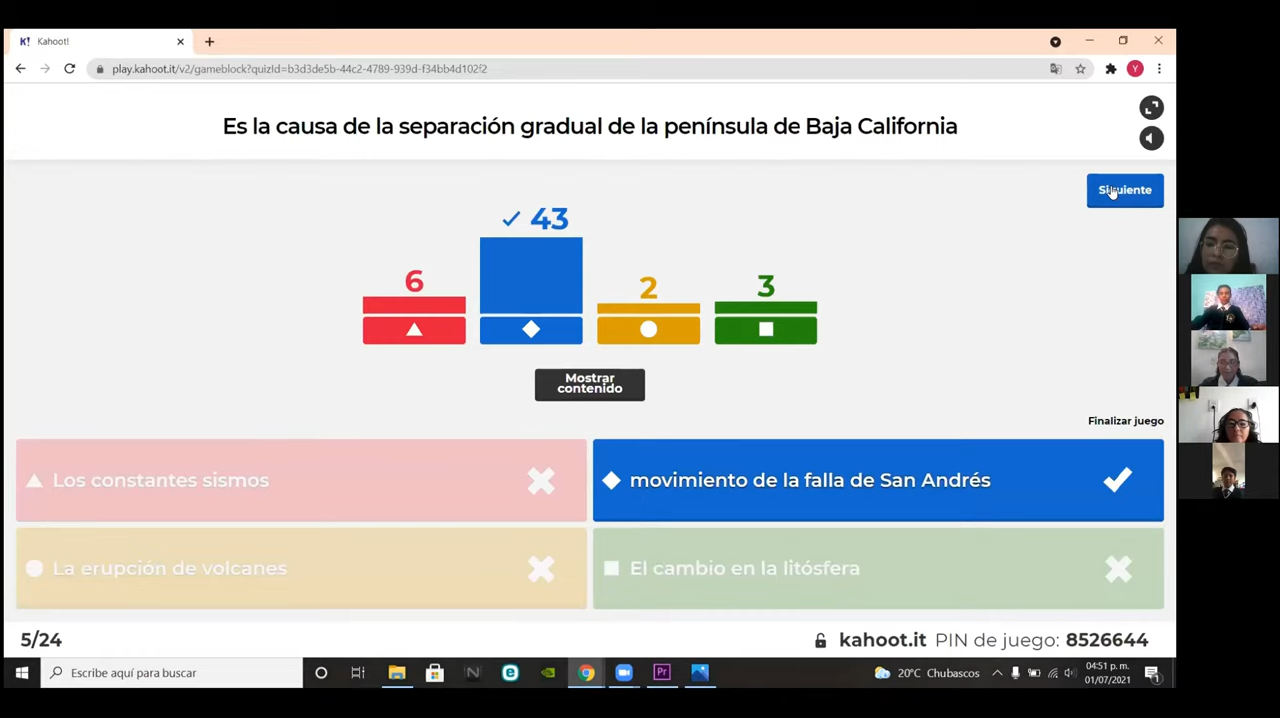 Kahoot!
play.kahoot.it/v2/gameblock?quizId=b3d3de5b-44c2-4789-939d-f34bb4d102f2
Y
Es la causa de la separación gradual de la península de Baja California
Siguiente
43
6
2
3
Mostrar
contenido
Finalizar juego
Los constantes sismos
movimiento de la falla de San Andrés
La erupción de volcanes
El cambio en la litósfera
5/24
kahoot.it PIN de juego: 8526644
Escribe aquí para buscar
20°C Chubascos
04:51 p. m.
01/07/2021